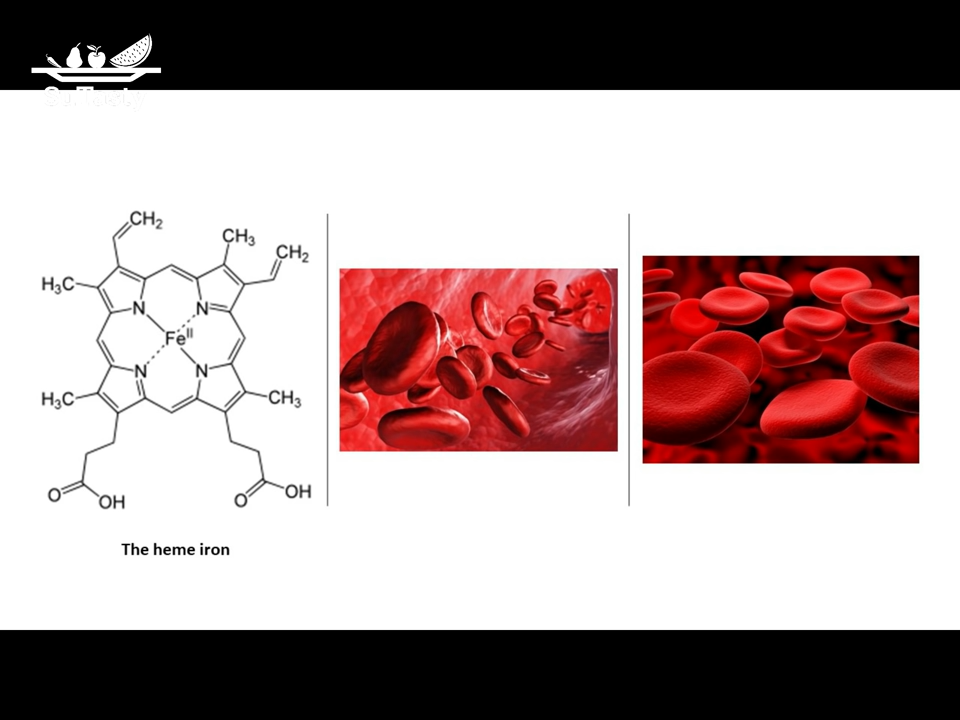 CH₂
CH₃
CH₂
H₃C
N
N
Feᴵᴵ
N
N
H₃C
CH₃
O
OH
O
OH
The heme iron